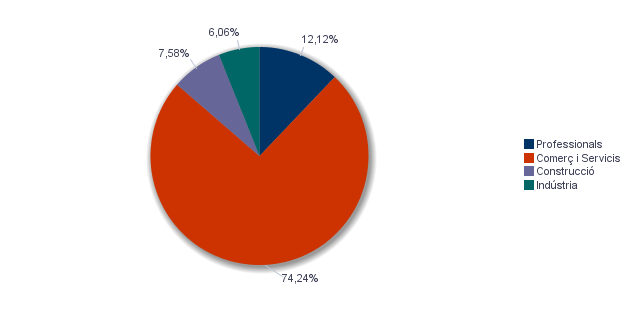 6,06%
12,12%
7,58%
74,24%
Professionals
Comerç i Servicis
Construcció
Indústria